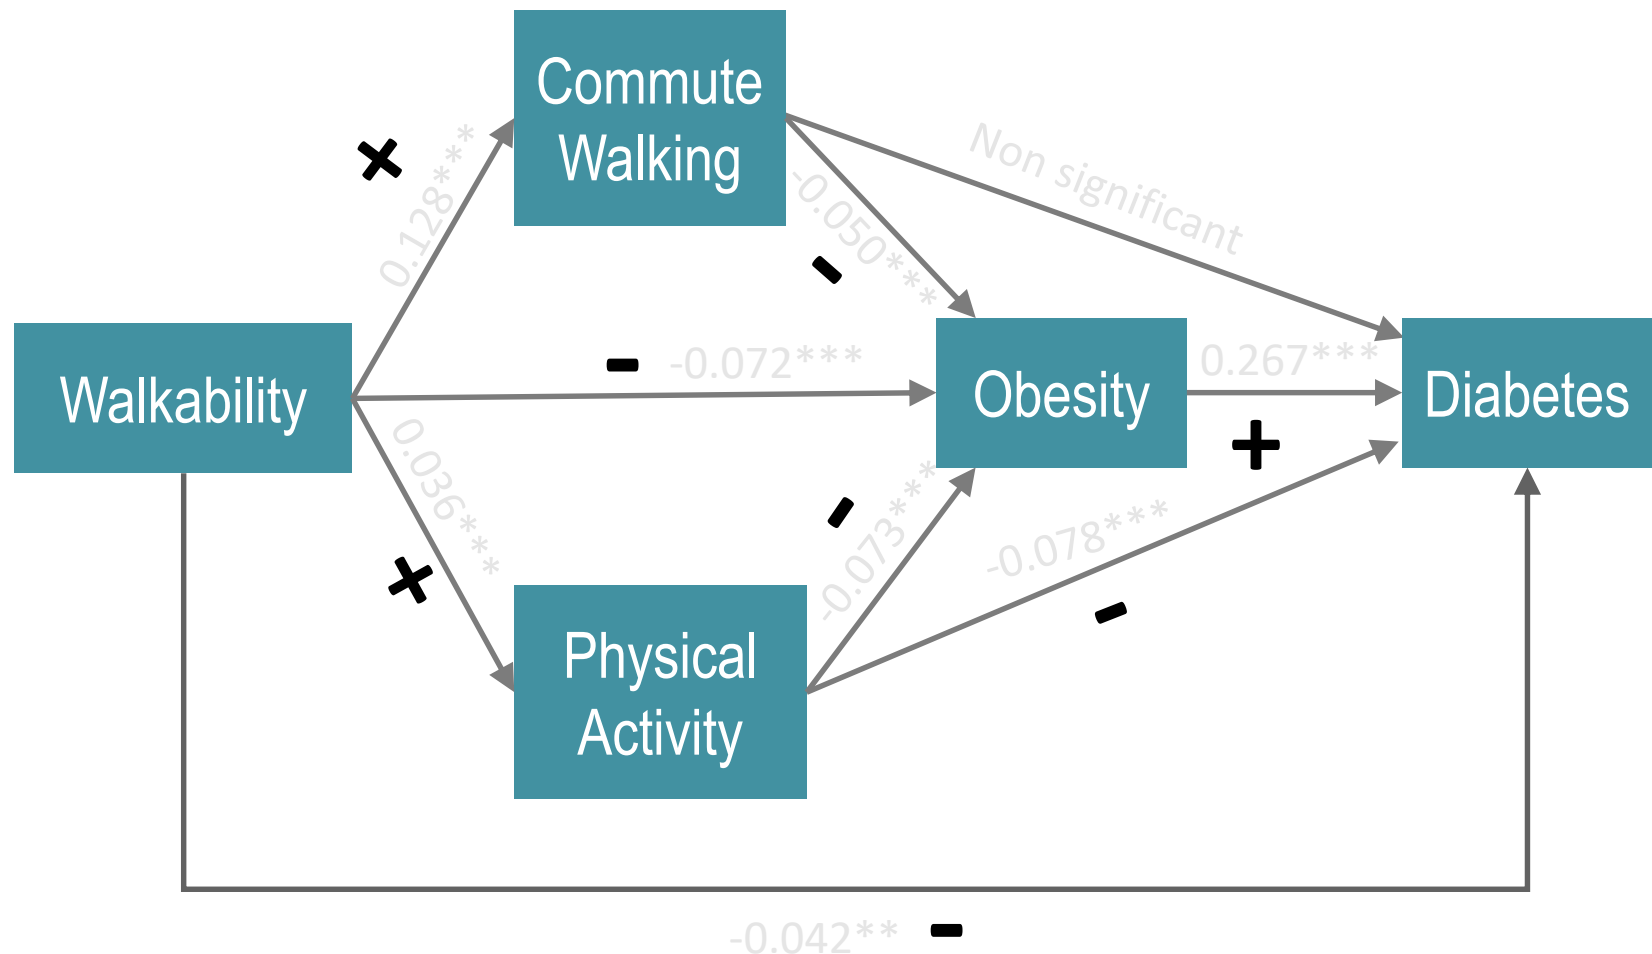 Commute
Walking
+
0.128***
Non significant
-0.050***
-
Walkability
-
-0.072***
Obesity
0.267***
+
Diabetes
0.036***
+
-
-0.073***
-0.078***
-
Physical
Activity
-0.042**
-